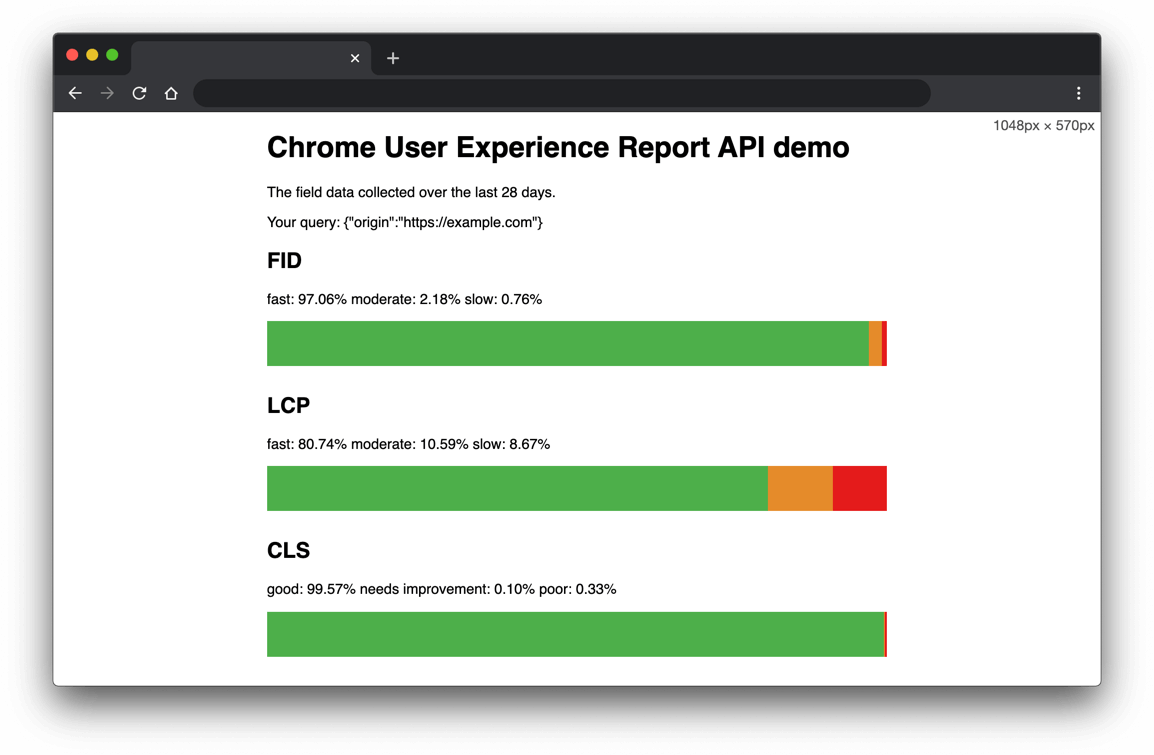 1048px × 570px
Chrome User Experience Report API demo
The field data collected over the last 28 days.
Your query: {"origin":"https://example.com"}
FID
fast: 97.06% moderate: 2.18% slow: 0.76%
LCP
fast: 80.74% moderate: 10.59% slow: 8.67%
CLS
good: 99.57% needs improvement: 0.10% poor: 0.33%